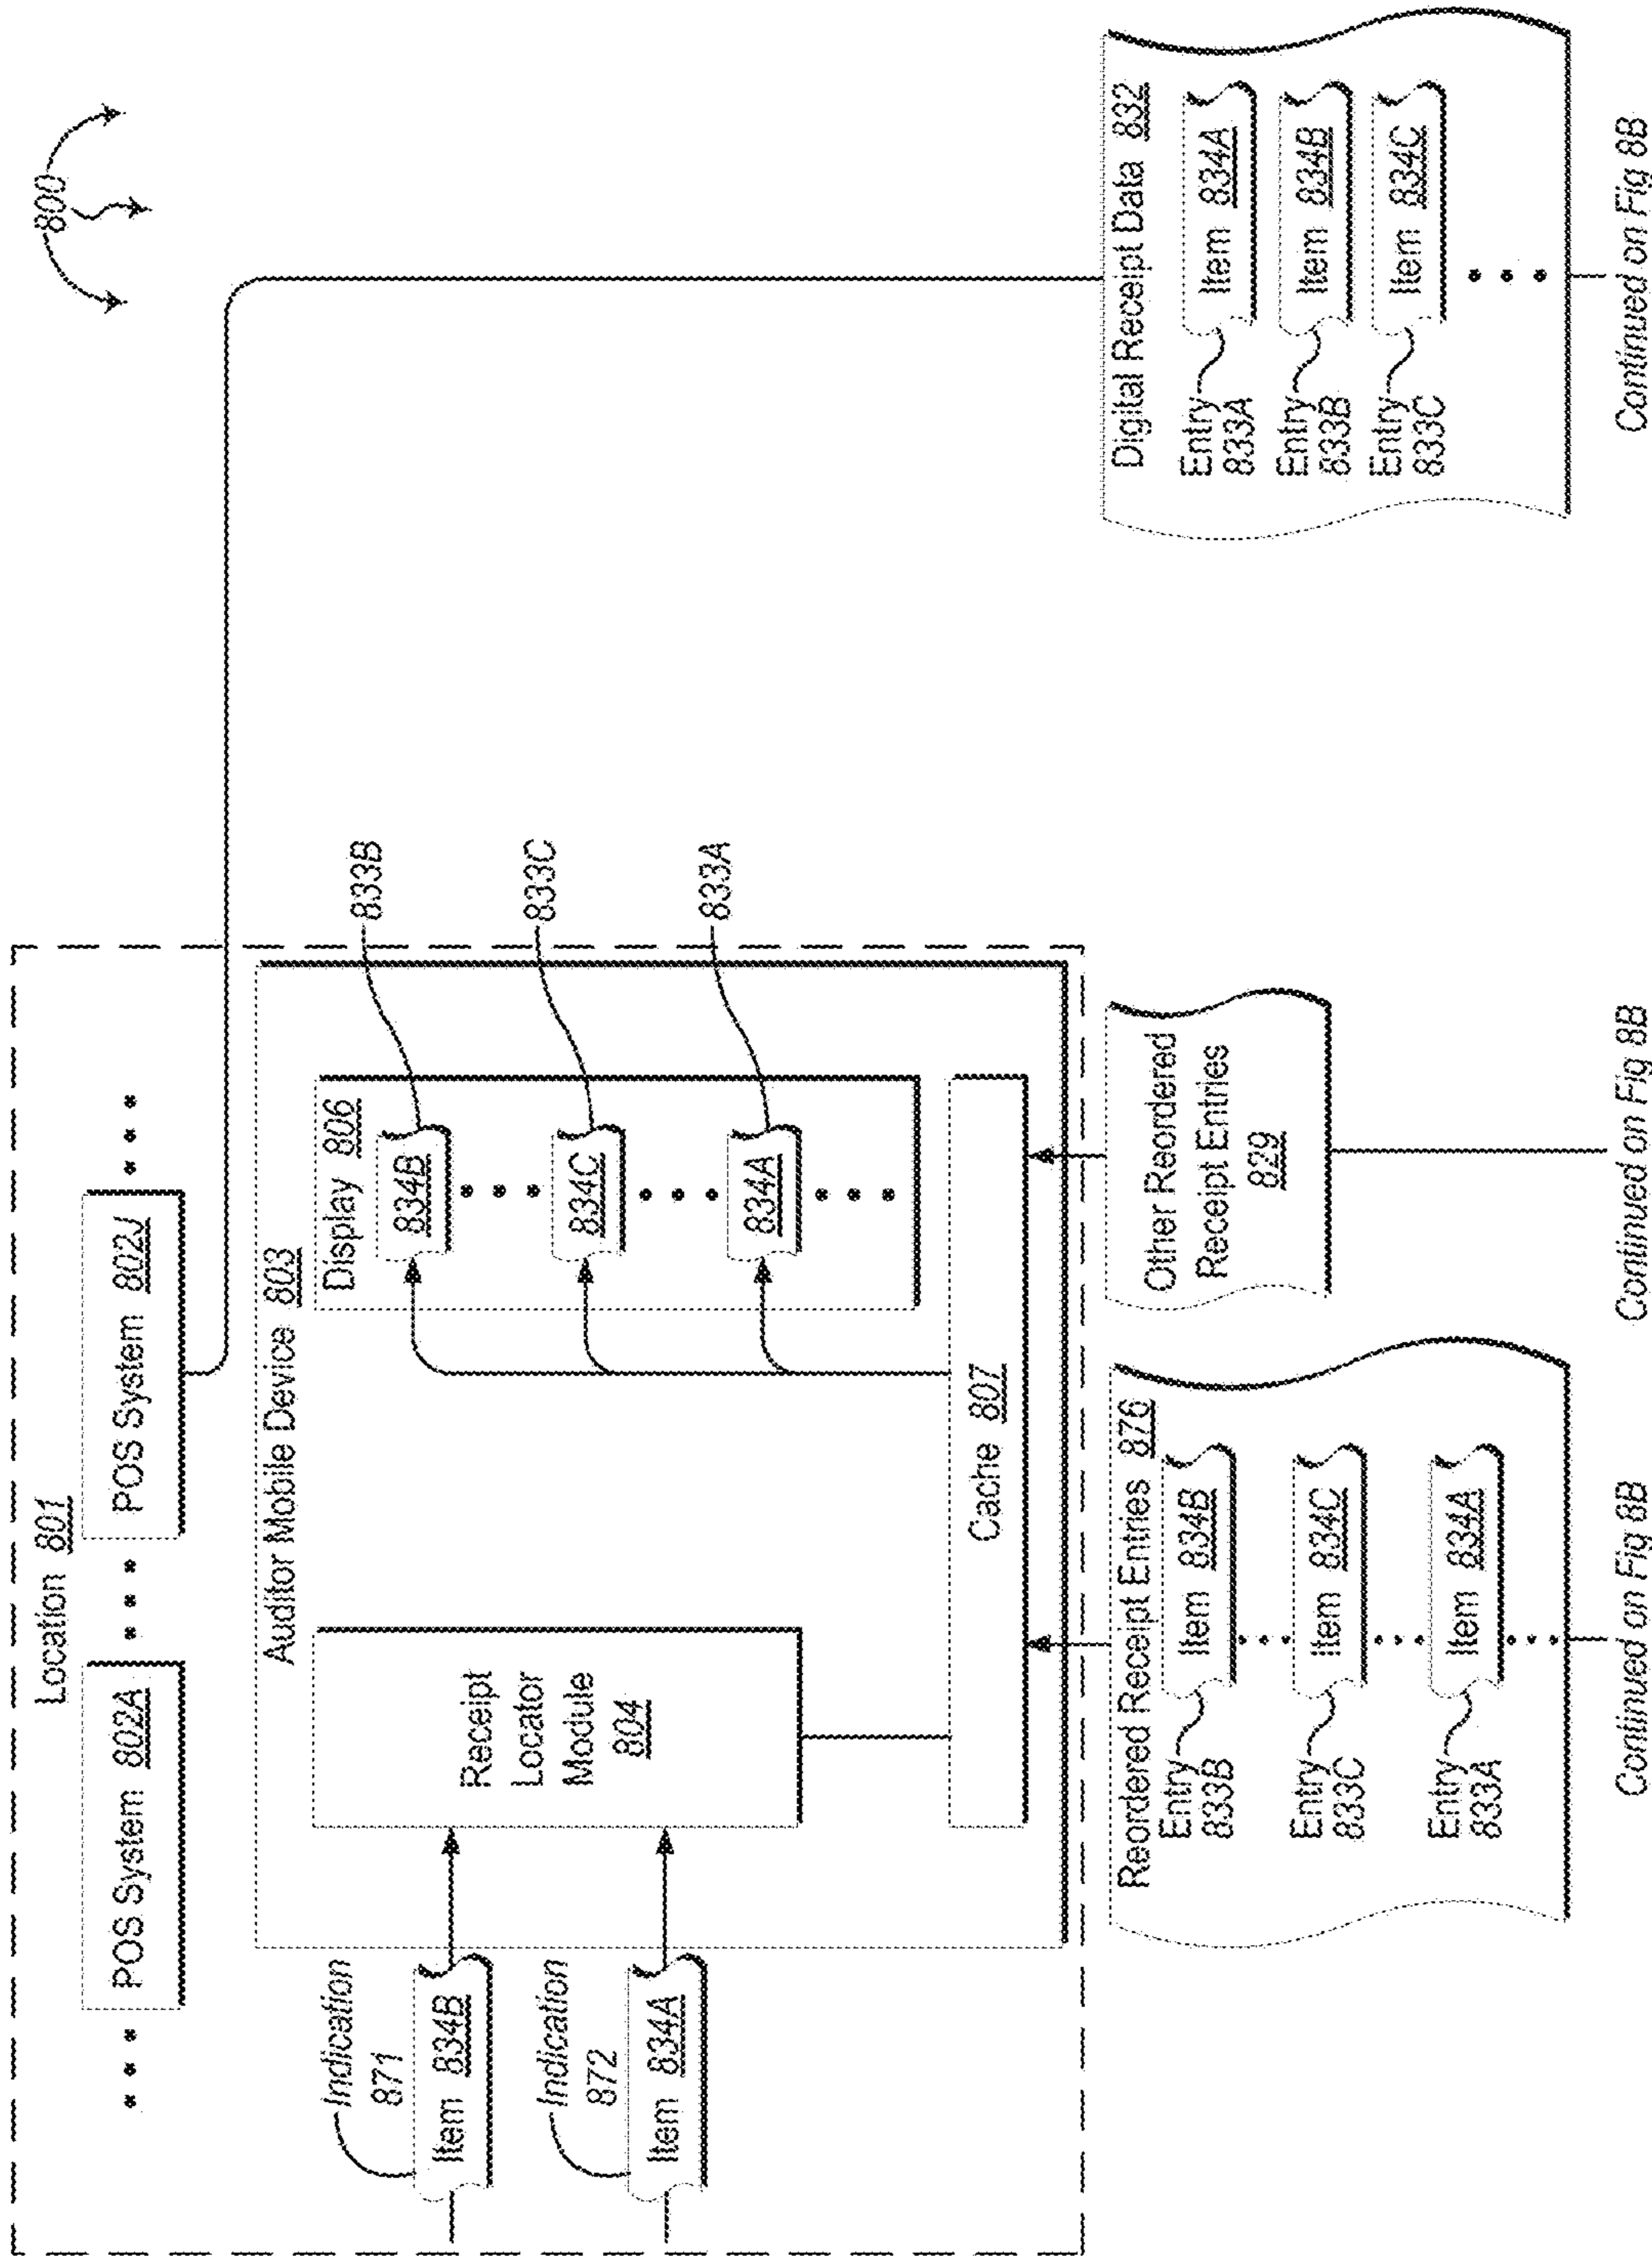 800
Location 801
POS System 802A
POS System 802J
Auditor Mobile Device 803
Indication
871
Item 834B
Indication
872
Item 834A
Receipt
Locator
Module
804
Display 806
834B
834C
834A
833B
833C
833A
Cache 807
Reordered Receipt Entries 876
Entry
833B
Item 834B
Entry
833C
Item 834C
Entry
833A
Item 834A
Other Reordered
Receipt Entries
829
Digital Receipt Data 832
Entry
833A
Item 834A
Entry
833B
Item 834B
Entry
833C
Item 834C
Continued on Fig 8B
Continued on Fig 8B
Continued on Fig 8B